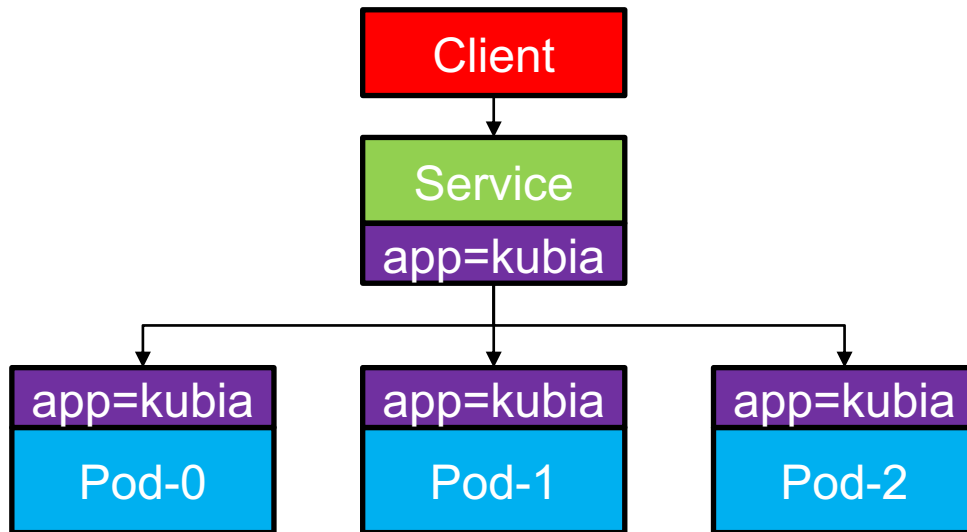 Client
Service
app=kubia
app=kubia
app=kubia
app=kubia
Pod-0
Pod-1
Pod-2